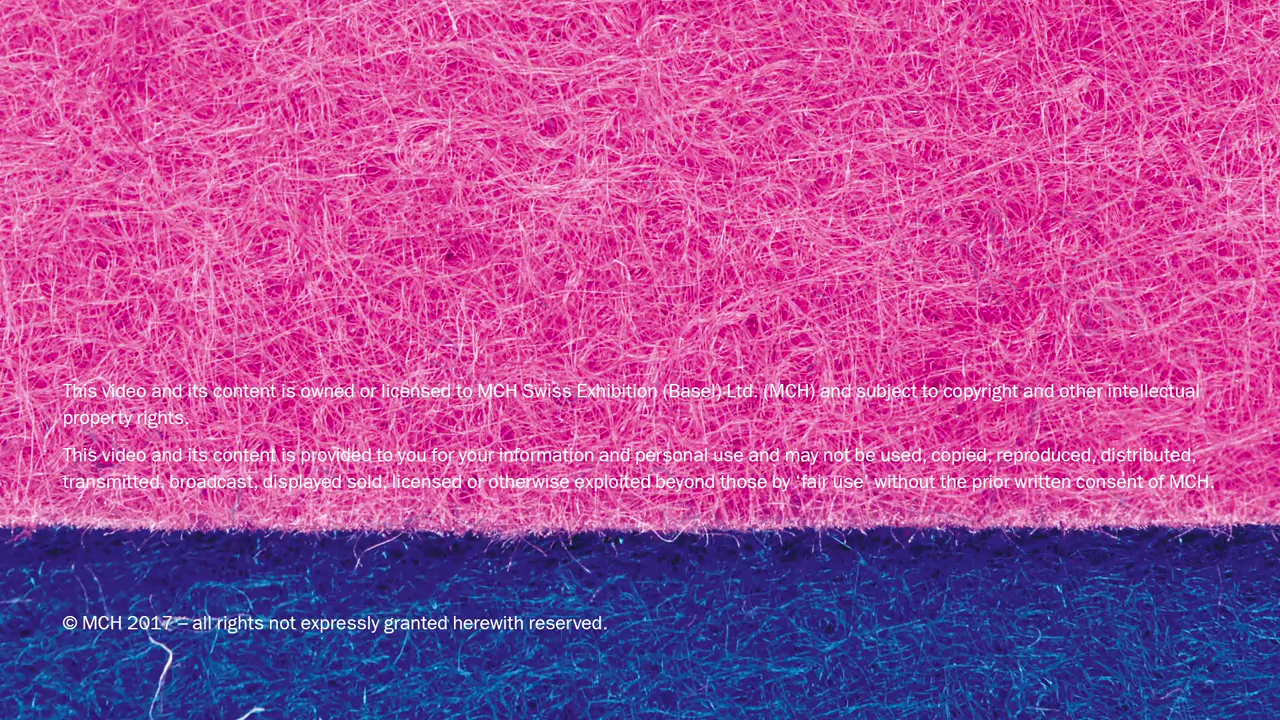 This video and its content is owned or licensed to MCH Swiss Exhibition (Basel) Ltd. (MCH) and subject to copyright and other intellectual
property rights.
This video and its content is provided to you for your information and personal use and may not be used, copied, reproduced, distributed,
transmitted, broadcast, displayed sold, licensed or otherwise exploited beyond those by ‘fair use’ without the prior written consent of MCH.
© MCH 2017 – all rights not expressly granted herewith reserved.